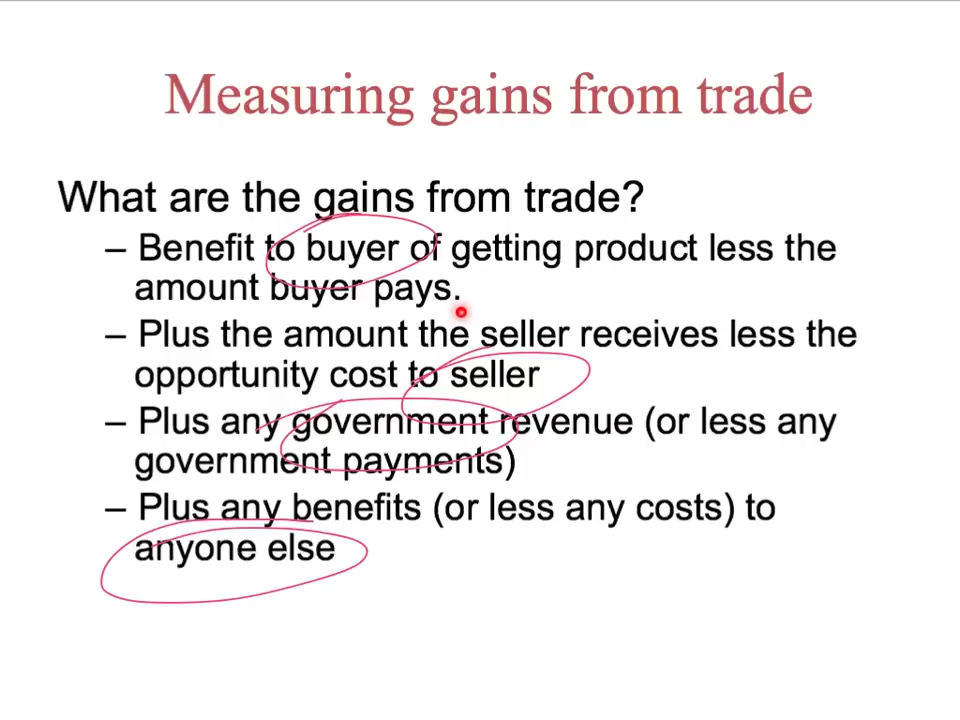 Measuring gains from trade
What are the gains from trade?
– Benefit to buyer of getting product less the
amount buyer pays.
– Plus the amount the seller receives less the
opportunity cost to seller
– Plus any government revenue (or less any
government payments)
– Plus any benefits (or less any costs) to
anyone else